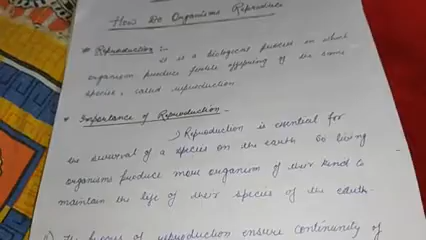 How Do Organisms Reproduce
* Reproduction :-
it is a biological process in which
organism produce fertile offspring of the same
species, called reproduction.
* Importance of Reproduction -
i) Reproduction is essential for
the survival of a species on the earth as living
organisms produce more organism of their kind to
maintain the life of their species of the earth.
ii) The process of reproduction ensure continuity of